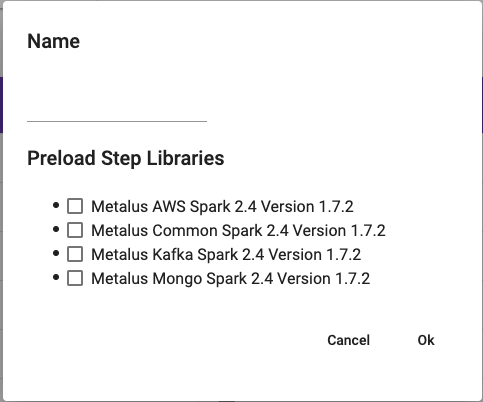 Name
Preload Step Libraries
Metalus AWS Spark 2.4 Version 1.7.2
Metalus Common Spark 2.4 Version 1.7.2
Metalus Kafka Spark 2.4 Version 1.7.2
Metalus Mongo Spark 2.4 Version 1.7.2
Cancel Ok